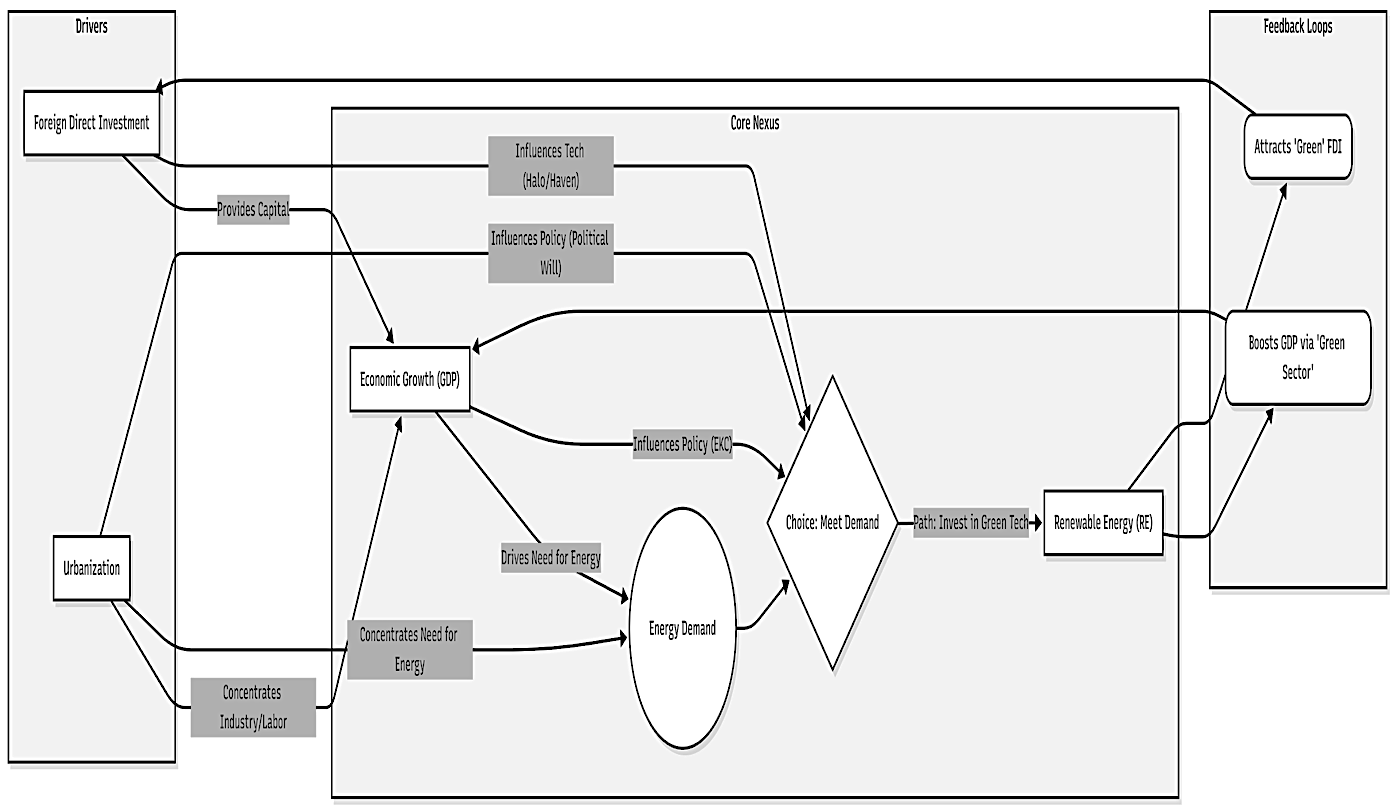 Drivers
Feedback Loops
Foreign Direct Investment
Core Nexus
Influences Tech
(Halo/Haven)
Attracts 'Green' FDI
Provides Capital
Influences Policy (Political
Will)
Boosts GDP via 'Green
Sector'
Economic Growth (GDP)
Influences Policy (EKC)
Choice: Meet Demand
Path: Invest in Green Tech
Renewable Energy (RE)
Drives Need for Energy
Urbanization
Energy Demand
Concentrates Need for
Energy
Concentrates
Industry/Labor